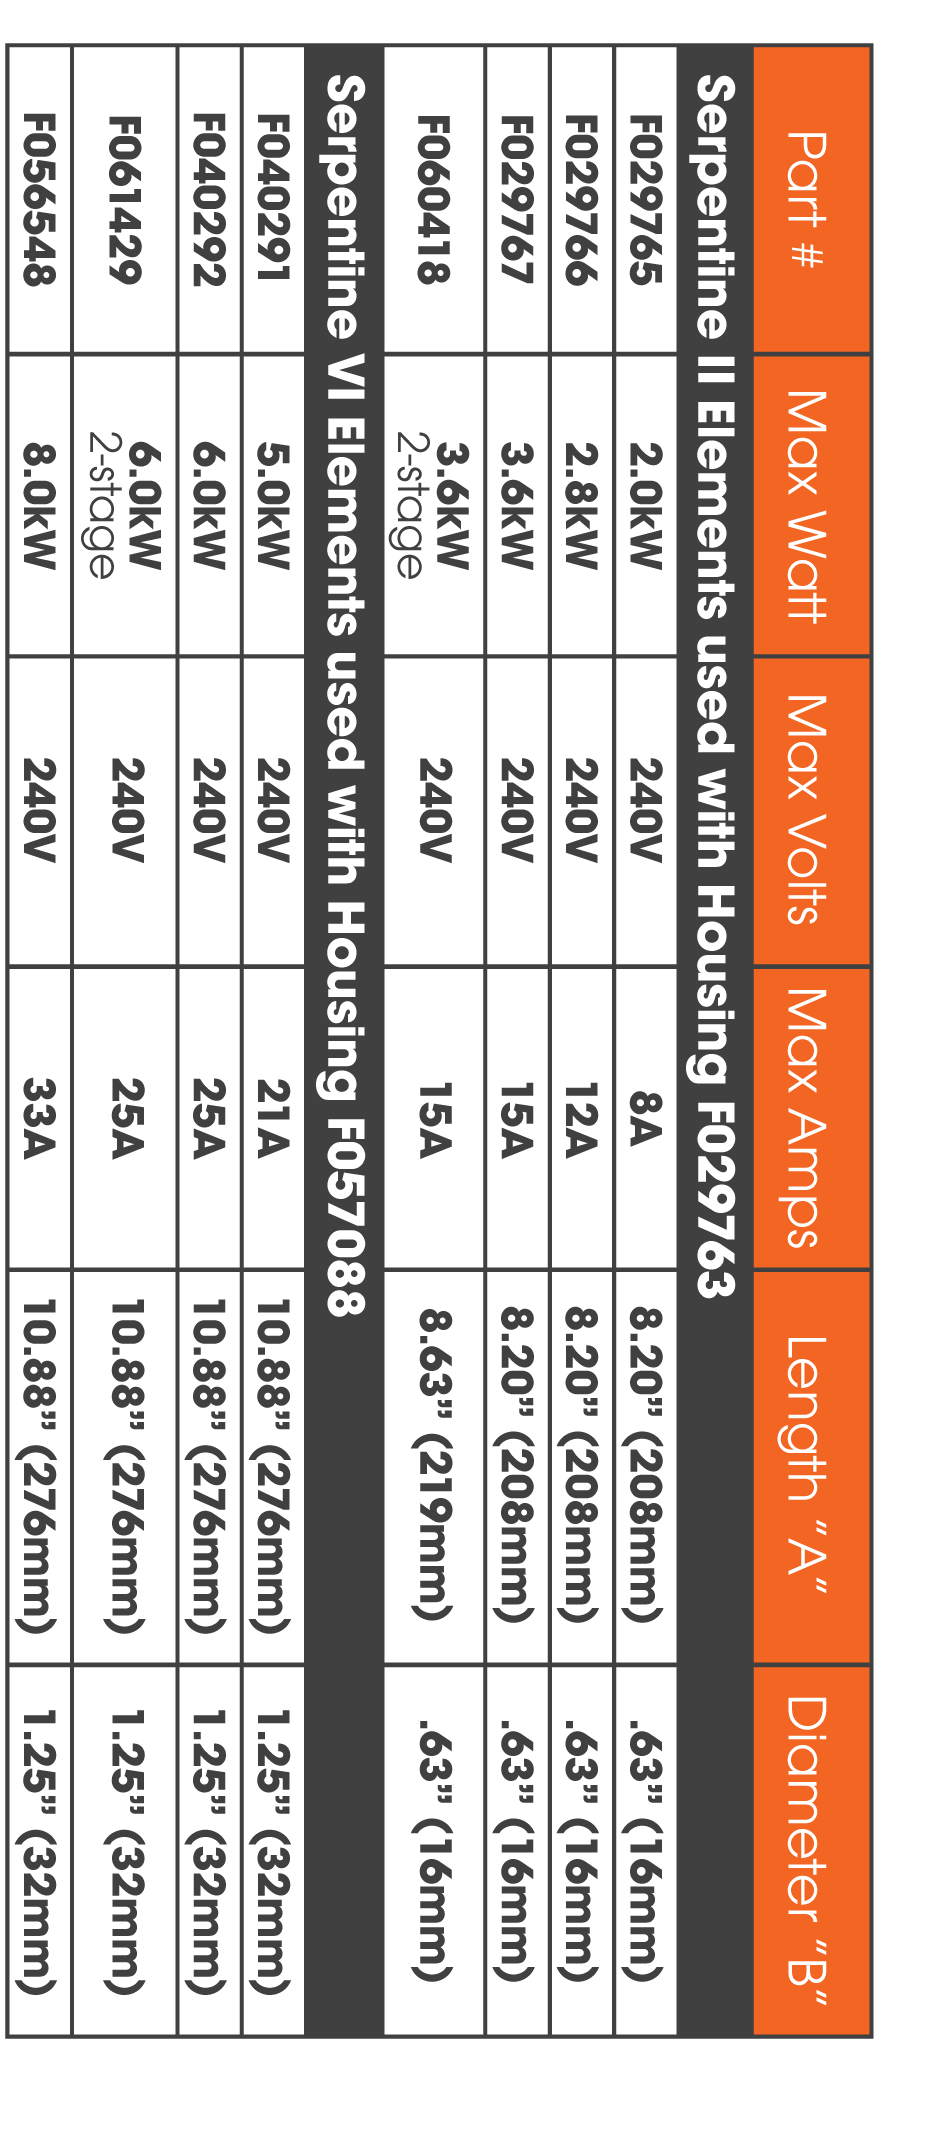 Part # Max Watt Max Volts Max Amps Length "A" Diameter "B"
Serpentine II Elements used with Housing F029763
F029765 2.0kW 240V 8A 8.20” (208mm) .63” (16mm)
F029766 2.8kW 240V 12A 8.20” (208mm) .63” (16mm)
F029767 3.6kW 240V 15A 8.20” (208mm) .63” (16mm)
F060418 3.6kW 240V 15A 8.63” (219mm) .63” (16mm)
2-stage
Serpentine VI Elements used with Housing F057088
F040291 5.0kW 240V 21A 10.88” (276mm) 1.25” (32mm)
F040292 6.0kW 240V 25A 10.88” (276mm) 1.25” (32mm)
F061429 6.0kW 240V 25A 10.88” (276mm) 1.25” (32mm)
2-stage
F056548 8.0kW 240V 33A 10.88” (276mm) 1.25” (32mm)